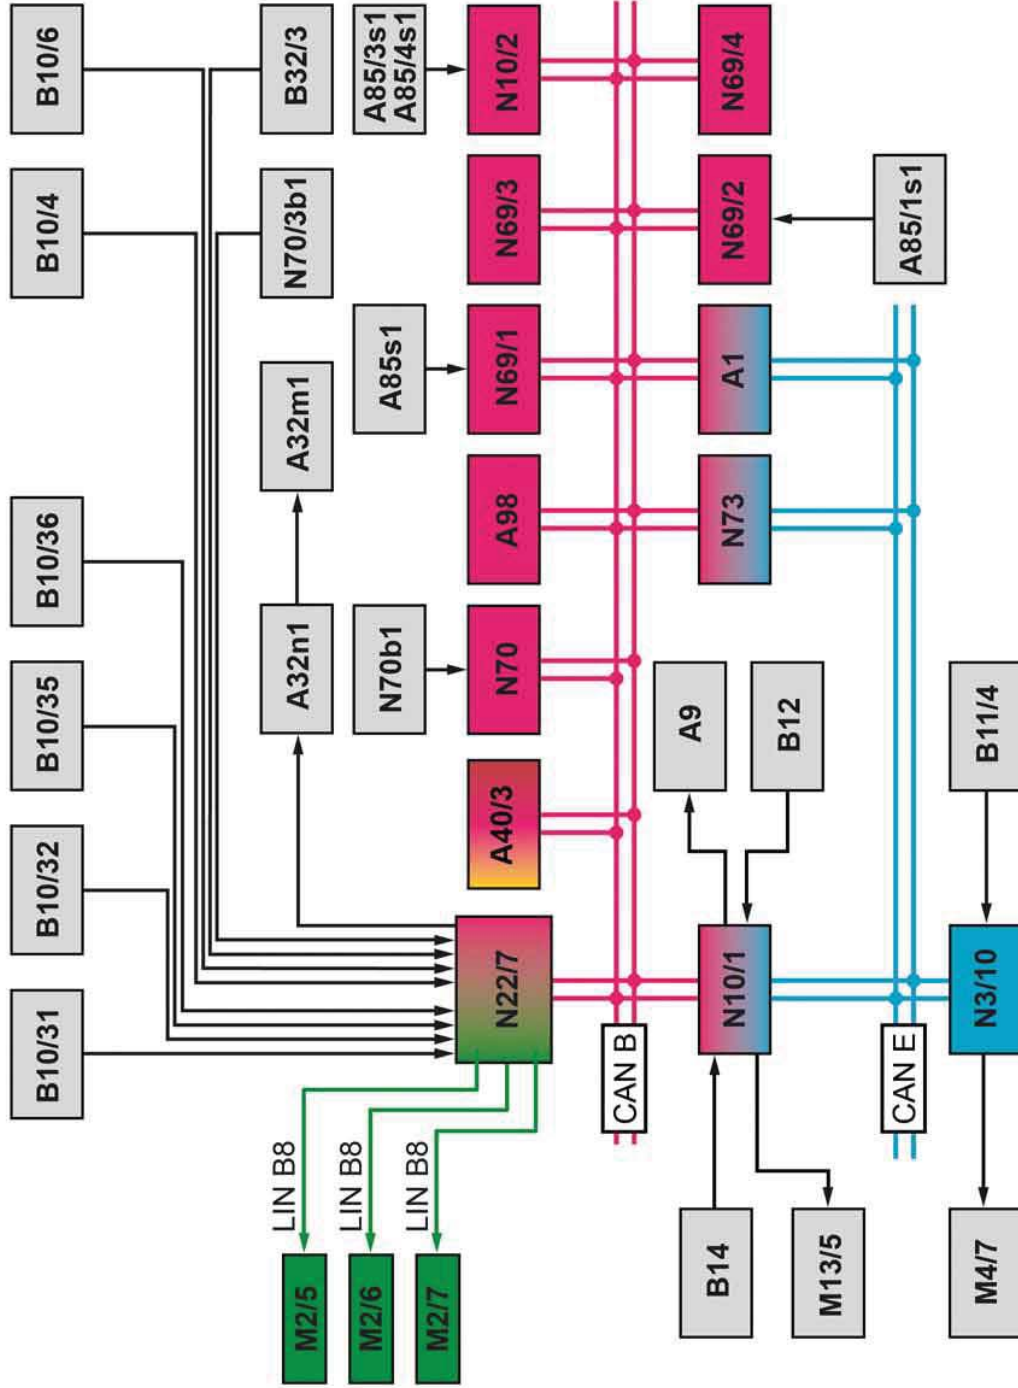 B10/31
B10/32
B10/35
B10/36
B10/4
B10/6
LIN B8
M2/5
A32n1
A32m1
N70/3b1
B32/3
LIN B8
M2/6
N70b1
A85s1
A85/3s1
A85/4s1
LIN B8
M2/7
N22/7
A40/3
N70
A98
N69/1
N69/3
N10/2
CAN B
A9
B14
N10/1
N73
A1
N69/2
N69/4
M13/5
B12
CAN E
A85/1s1
M4/7
N3/10
B11/4